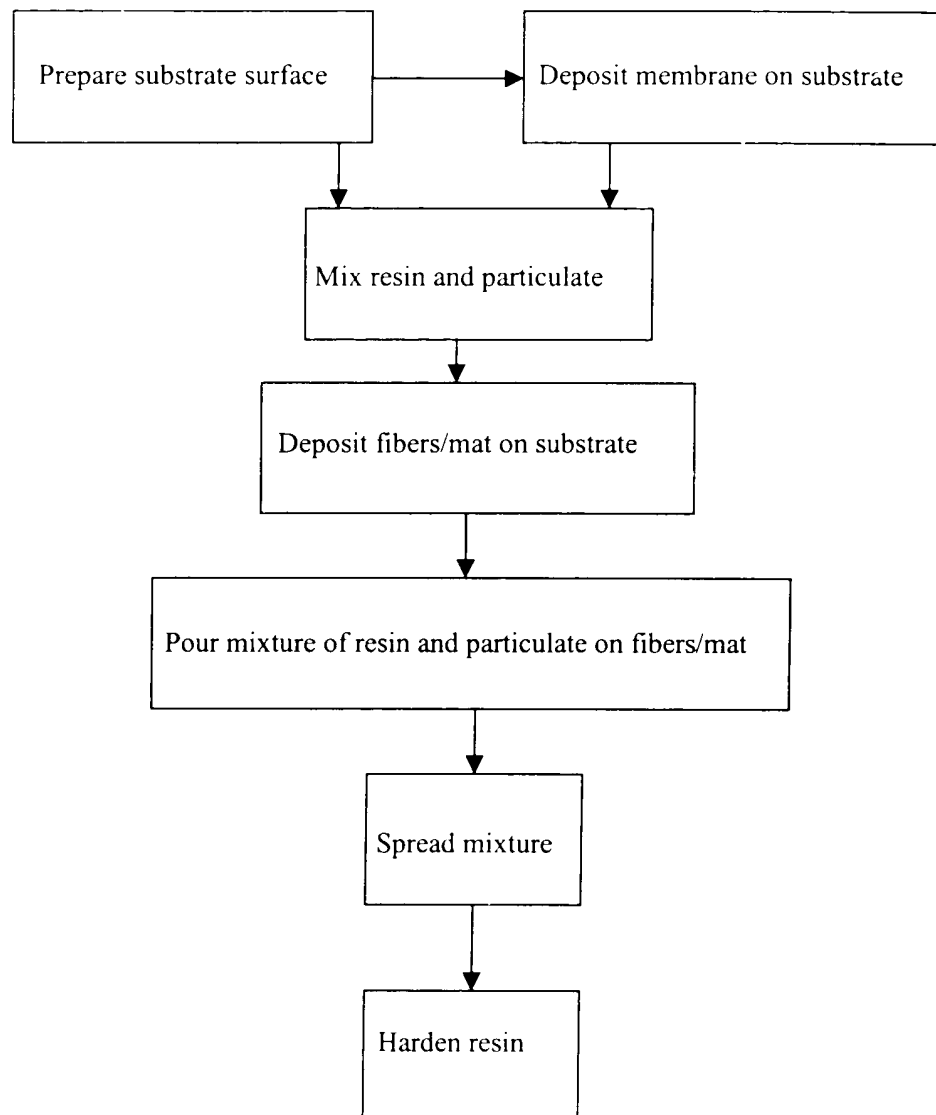 Prepare substrate surface
Deposit membrane on substrate
Mix resin and particulate
Deposit fibers/mat on substrate
Pour mixture of resin and particulate on fibers/mat
Spread mixture
Harden resin